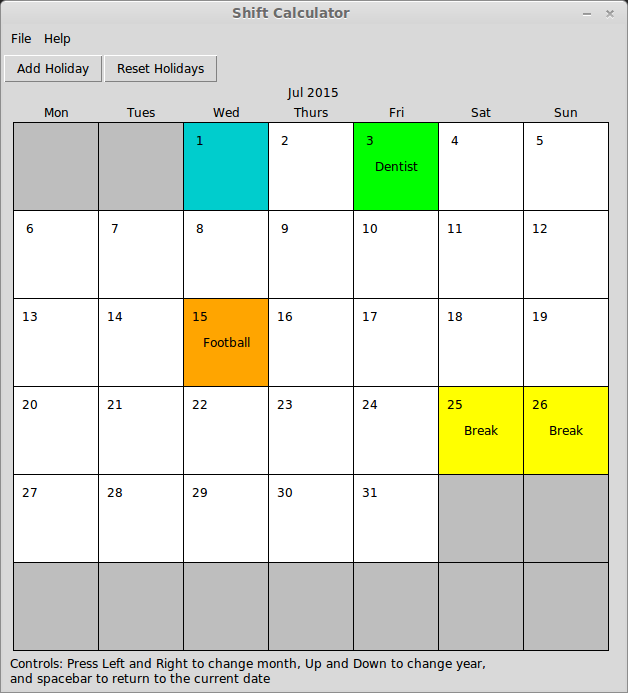 Shift Calculator
File Help
Add Holiday Reset Holidays
Jul 2015
Mon Tues Wed Thurs Fri Sat Sun
1 2 3 4 5
Dentist
6 7 8 9 10 11 12
13 14 15 16 17 18 19
Football
20 21 22 23 24 25 26
Break Break
27 28 29 30 31
Controls: Press Left and Right to change month, Up and Down to change year,
and spacebar to return to the current date